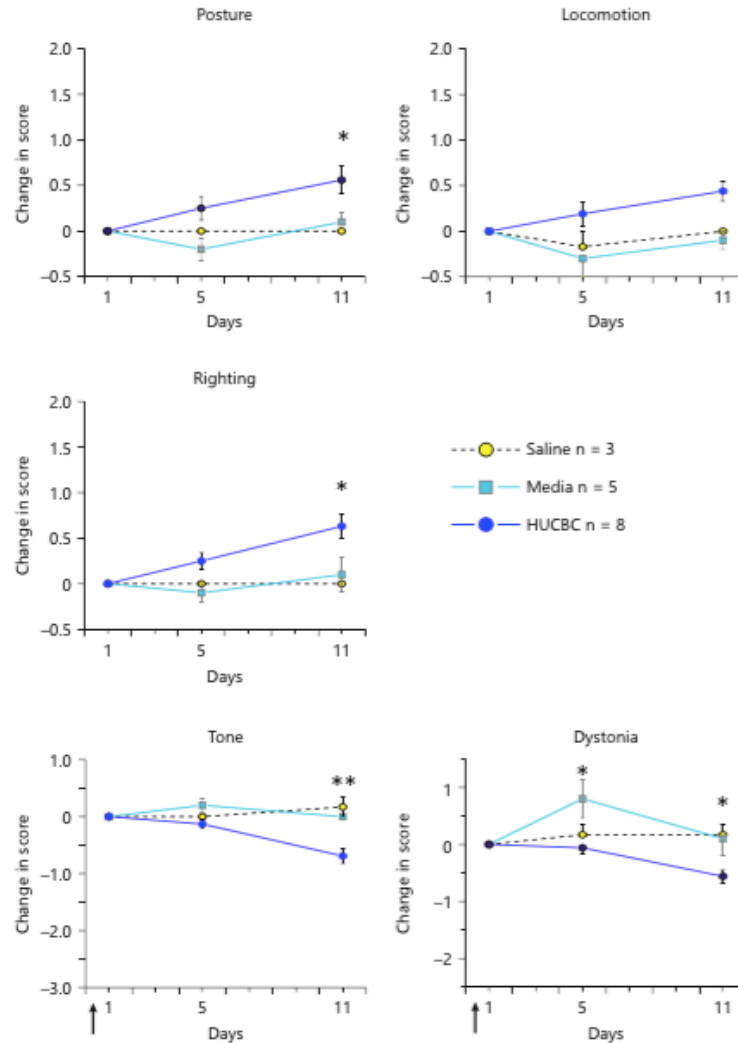 Posture
2.0
1.5
1.0
0.5
0
−0.5
Change in score
*
1 5 11
Days
Locomotion
2.0
1.5
1.0
0.5
0
−0.5
Change in score
1 5 11
Days
Righting
2.0
1.5
1.0
0.5
0
−0.5
Change in score
*
1 5 11
Days
Saline n = 3
Media n = 5
HUCBC n = 8
Tone
1.0
0
−1.0
−2.0
−3.0
Change in score
**
1 5 11
Days
Dystonia
1
0
−1
−2
Change in score
* *
1 5 11
Days